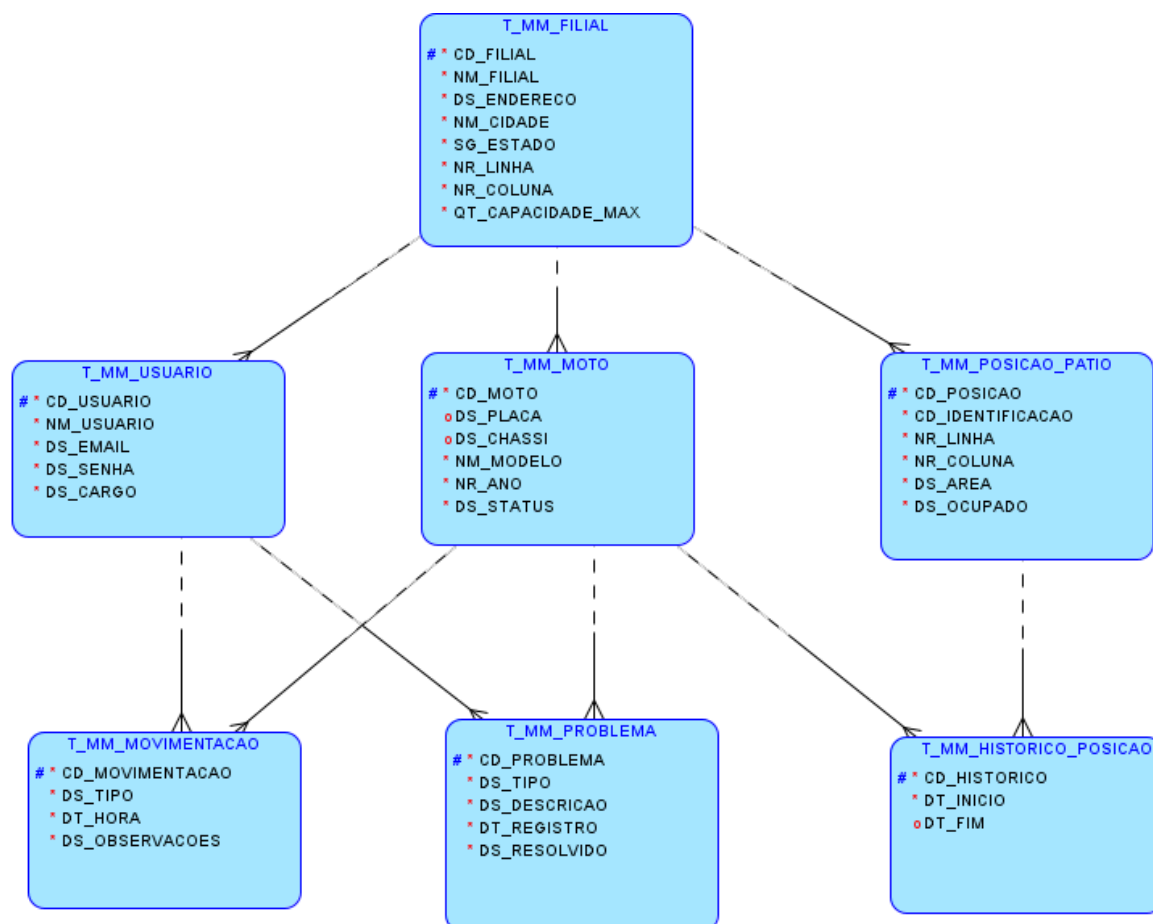 T_MM_FILIAL
# * CD_FILIAL
* NM_FILIAL
* DS_ENDERECO
* NM_CIDADE
* SG_ESTADO
* NR_LINHA
* NR_COLUNA
* QT_CAPACIDADE_MAX
T_MM_USUARIO
# * CD_USUARIO
* NM_USUARIO
* DS_EMAIL
* DS_SENHA
* DS_CARGO
T_MM_MOTO
# * CD_MOTO
o DS_PLACA
o DS_CHASSI
* NM_MODELO
* NR_ANO
* DS_STATUS
T_MM_POSICAO_PATIO
# * CD_POSICAO
* CD_IDENTIFICACAO
* NR_LINHA
* NR_COLUNA
* DS_AREA
* DS_OCUPADO
T_MM_MOVIMENTACAO
# * CD_MOVIMENTACAO
* DS_TIPO
* DT_HORA
* DS_OBSERVACOES
T_MM_PROBLEMA
# * CD_PROBLEMA
* DS_TIPO
* DS_DESCRICAO
* DT_REGISTRO
* DS_RESOLVIDO
T_MM_HISTORICO_POSICAO
# * CD_HISTORICO
* DT_INICIO
o DT_FIM